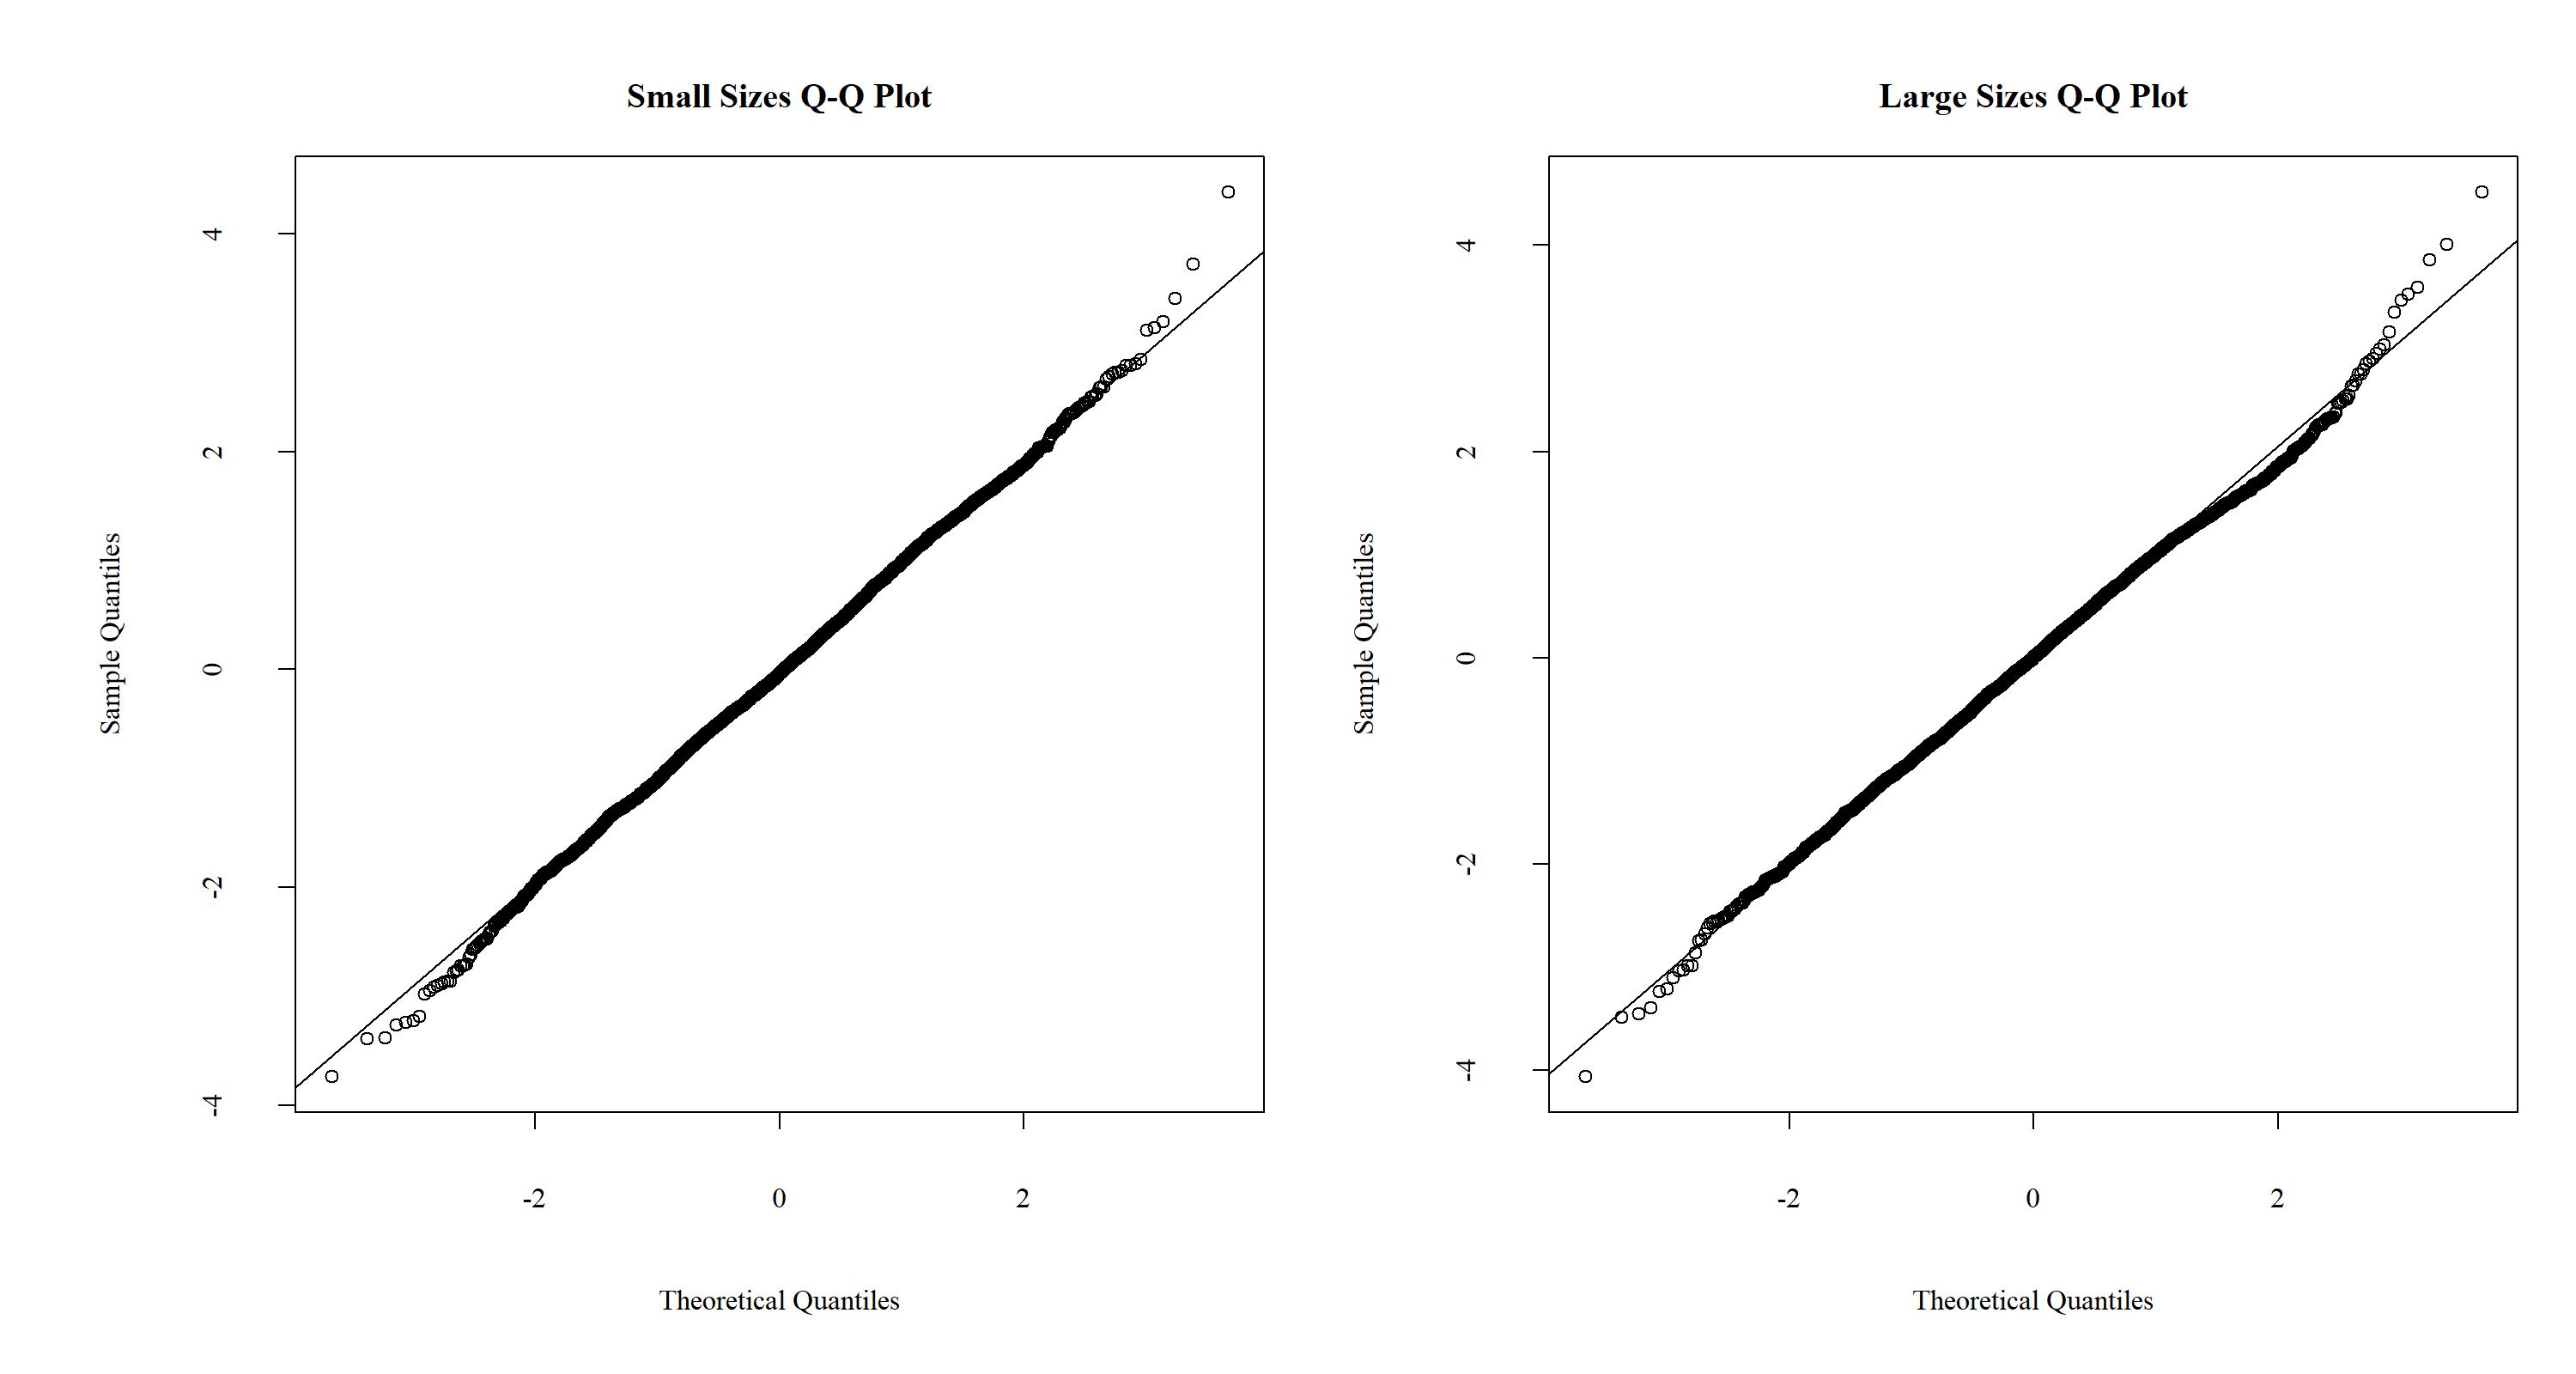 Small Sizes Q-Q Plot
4
2
0
-2
-4
Sample Quantiles
-2 0 2
Theoretical Quantiles
Large Sizes Q-Q Plot
4
2
0
-2
-4
Sample Quantiles
-2 0 2
Theoretical Quantiles